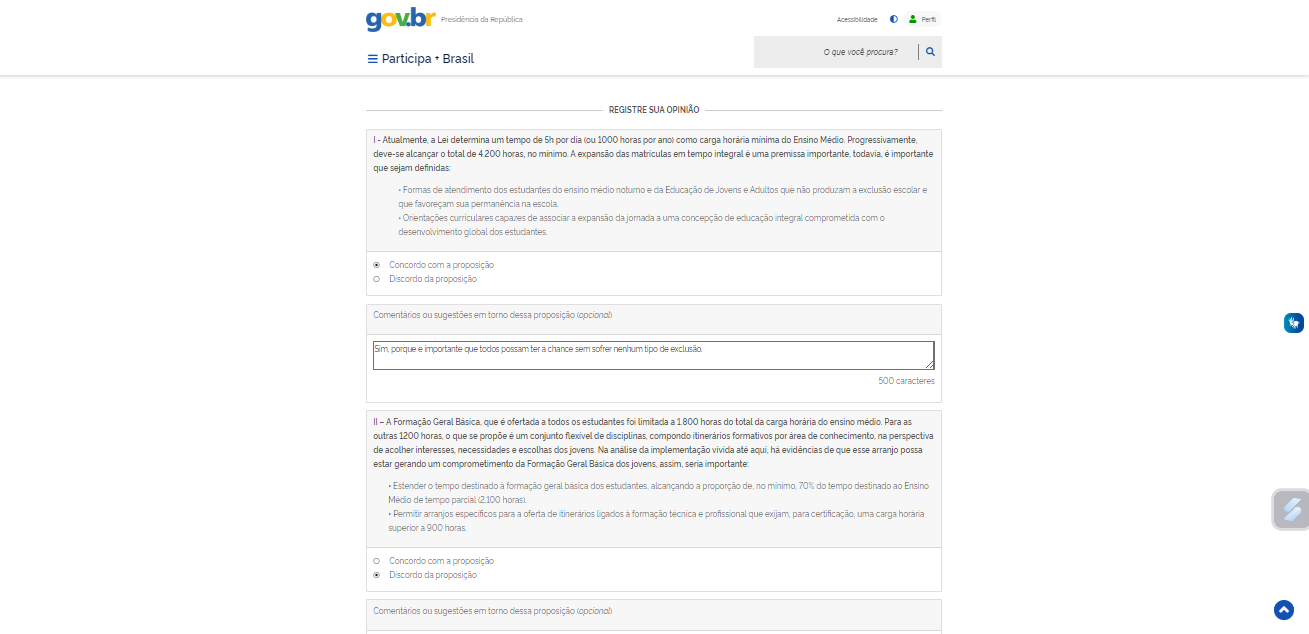 gov.br Presidência da República
Acessibilidade Perfil
Participa + Brasil
O que você procura?
REGISTRE SUA OPINIÃO
I - Atualmente, a Lei determina um tempo de 5h por dia (ou 1000 horas por ano) como carga horária mínima do Ensino Médio. Progressivamente,
deve-se alcançar o total de 4.200 horas, no mínimo. A expansão das matrículas em tempo integral é uma premissa importante, todavia, é importante
que sejam definidas:
• Formas de atendimento dos estudantes do ensino médio noturno e da Educação de Jovens e Adultos que não produzam a exclusão escolar e
que favoreçam sua permanência na escola.
• Orientações curriculares capazes de associar a expansão da jornada a uma concepção de educação integral comprometida com o
desenvolvimento global dos estudantes.
Concordo com a proposição
Discordo da proposição
Comentários ou sugestões em torno dessa proposição (opcional)
Sim, porque e importante que todos possam ter a chance sem sofrer nenhum tipo de exclusão.
500 caracteres
II – A Formação Geral Básica, que é ofertada a todos os estudantes foi limitada a 1.800 horas do total da carga horária do ensino médio. Para as
outras 1200 horas, o que se propõe é um conjunto flexível de disciplinas, compondo itinerários formativos por área de conhecimento, na perspectiva
de acolher interesses, necessidades e escolhas dos jovens. Na análise da implementação vivida até aqui, há evidências de que esse arranjo possa
estar gerando um comprometimento da Formação Geral Básica dos jovens, assim, seria importante:
• Estender o tempo destinado à formação geral básica dos estudantes, alcançando a proporção de, no mínimo, 70% do tempo destinado ao Ensino
Médio de tempo parcial (2.100 horas).
• Permitir arranjos específicos para a oferta de itinerários ligados à formação técnica e profissional que exijam, para certificação, uma carga horária
superior a 900 horas.
Concordo com a proposição
Discordo da proposição
Comentários ou sugestões em torno dessa proposição (opcional)